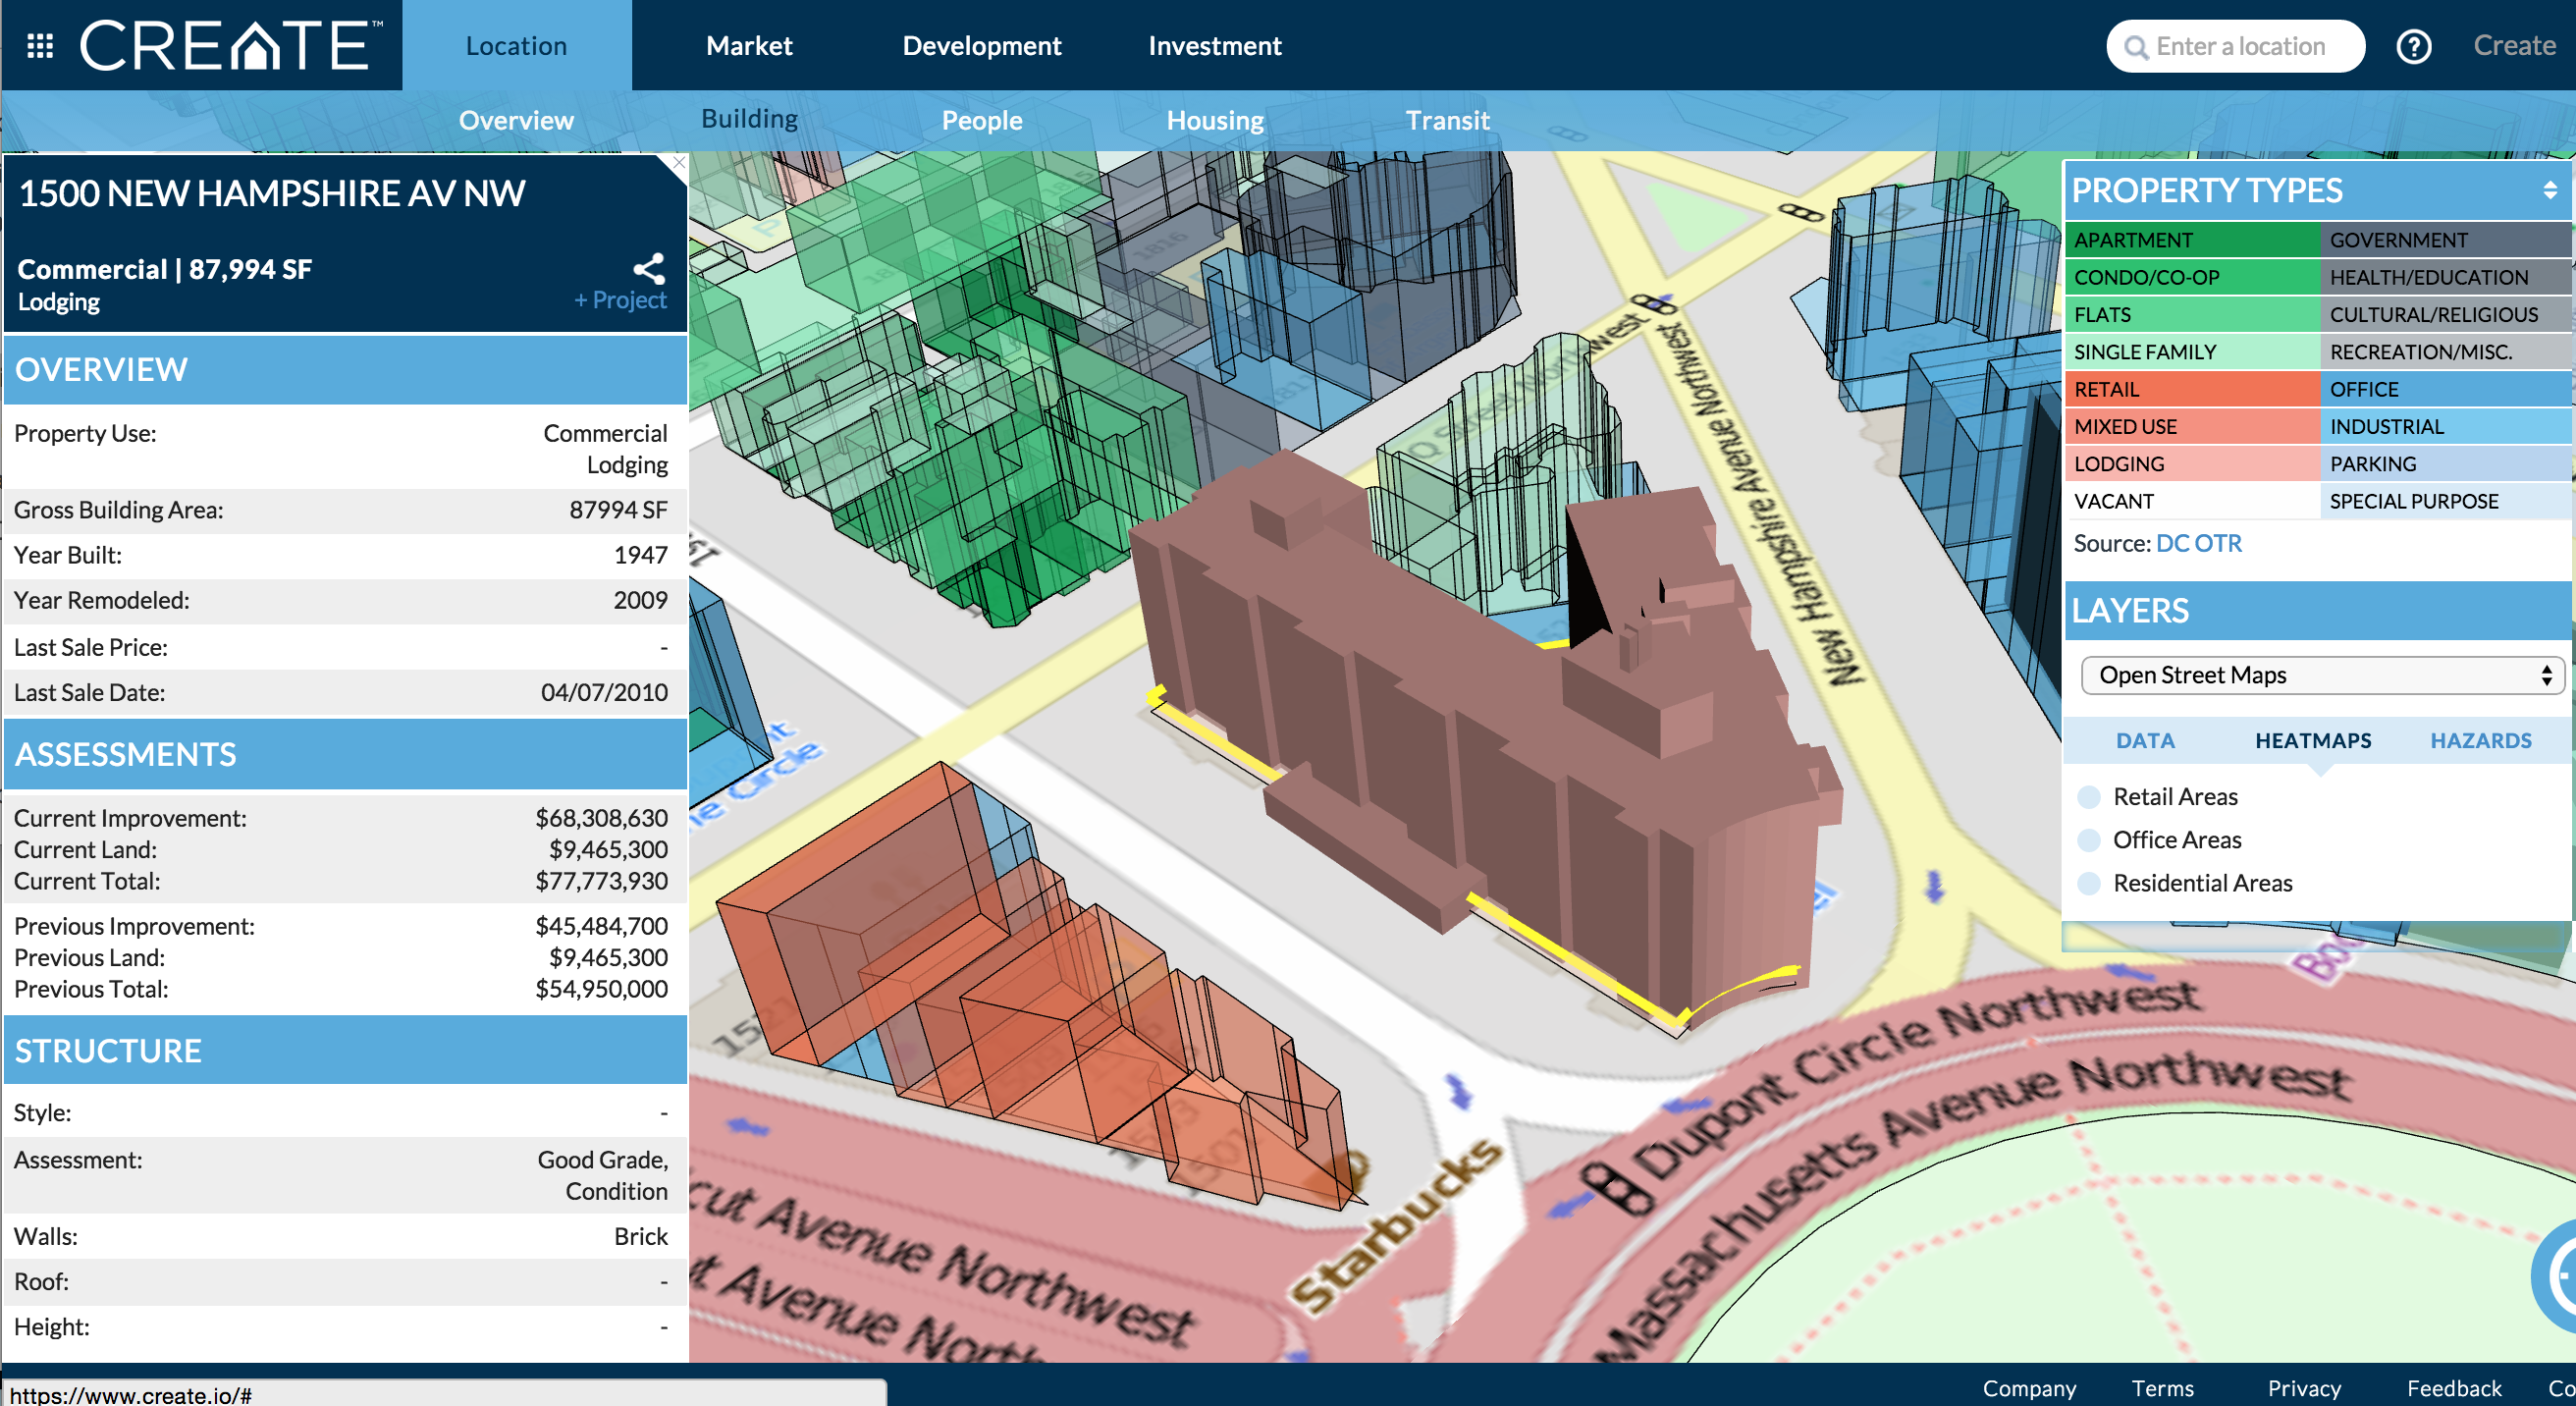 CREATE™
Location
Market
Development
Investment
Enter a location
?
Create
Overview
Building
People
Housing
Transit
1500 NEW HAMPSHIRE AV NW
Commercial | 87,994 SF
Lodging
+ Project
OVERVIEW
Property Use: Commercial
Lodging
Gross Building Area: 87994 SF
Year Built: 1947
Year Remodeled: 2009
Last Sale Price: -
Last Sale Date: 04/07/2010
ASSESSMENTS
Current Improvement: $68,308,630
Current Land: $9,465,300
Current Total: $77,773,930
Previous Improvement: $45,484,700
Previous Land: $9,465,300
Previous Total: $54,950,000
STRUCTURE
Style: -
Assessment: Good Grade,
Condition
Walls: Brick
Roof: -
Height: -
1816
Q Street Northwest
New Hampshire Avenue Northwest
Circle
1501
Dupont Circle Northwest
Massachusetts Avenue Northwest
Starbucks
cut Avenue Northwest
Avenue North
PROPERTY TYPES
APARTMENT GOVERNMENT
CONDO/CO-OP HEALTH/EDUCATION
FLATS CULTURAL/RELIGIOUS
SINGLE FAMILY RECREATION/MISC.
RETAIL OFFICE
MIXED USE INDUSTRIAL
LODGING PARKING
VACANT SPECIAL PURPOSE
Source: DC OTR
LAYERS
Open Street Maps
DATA HEATMAPS HAZARDS
Retail Areas
Office Areas
Residential Areas
https://www.create.io/#
Company
Terms
Privacy
Feedback
Co